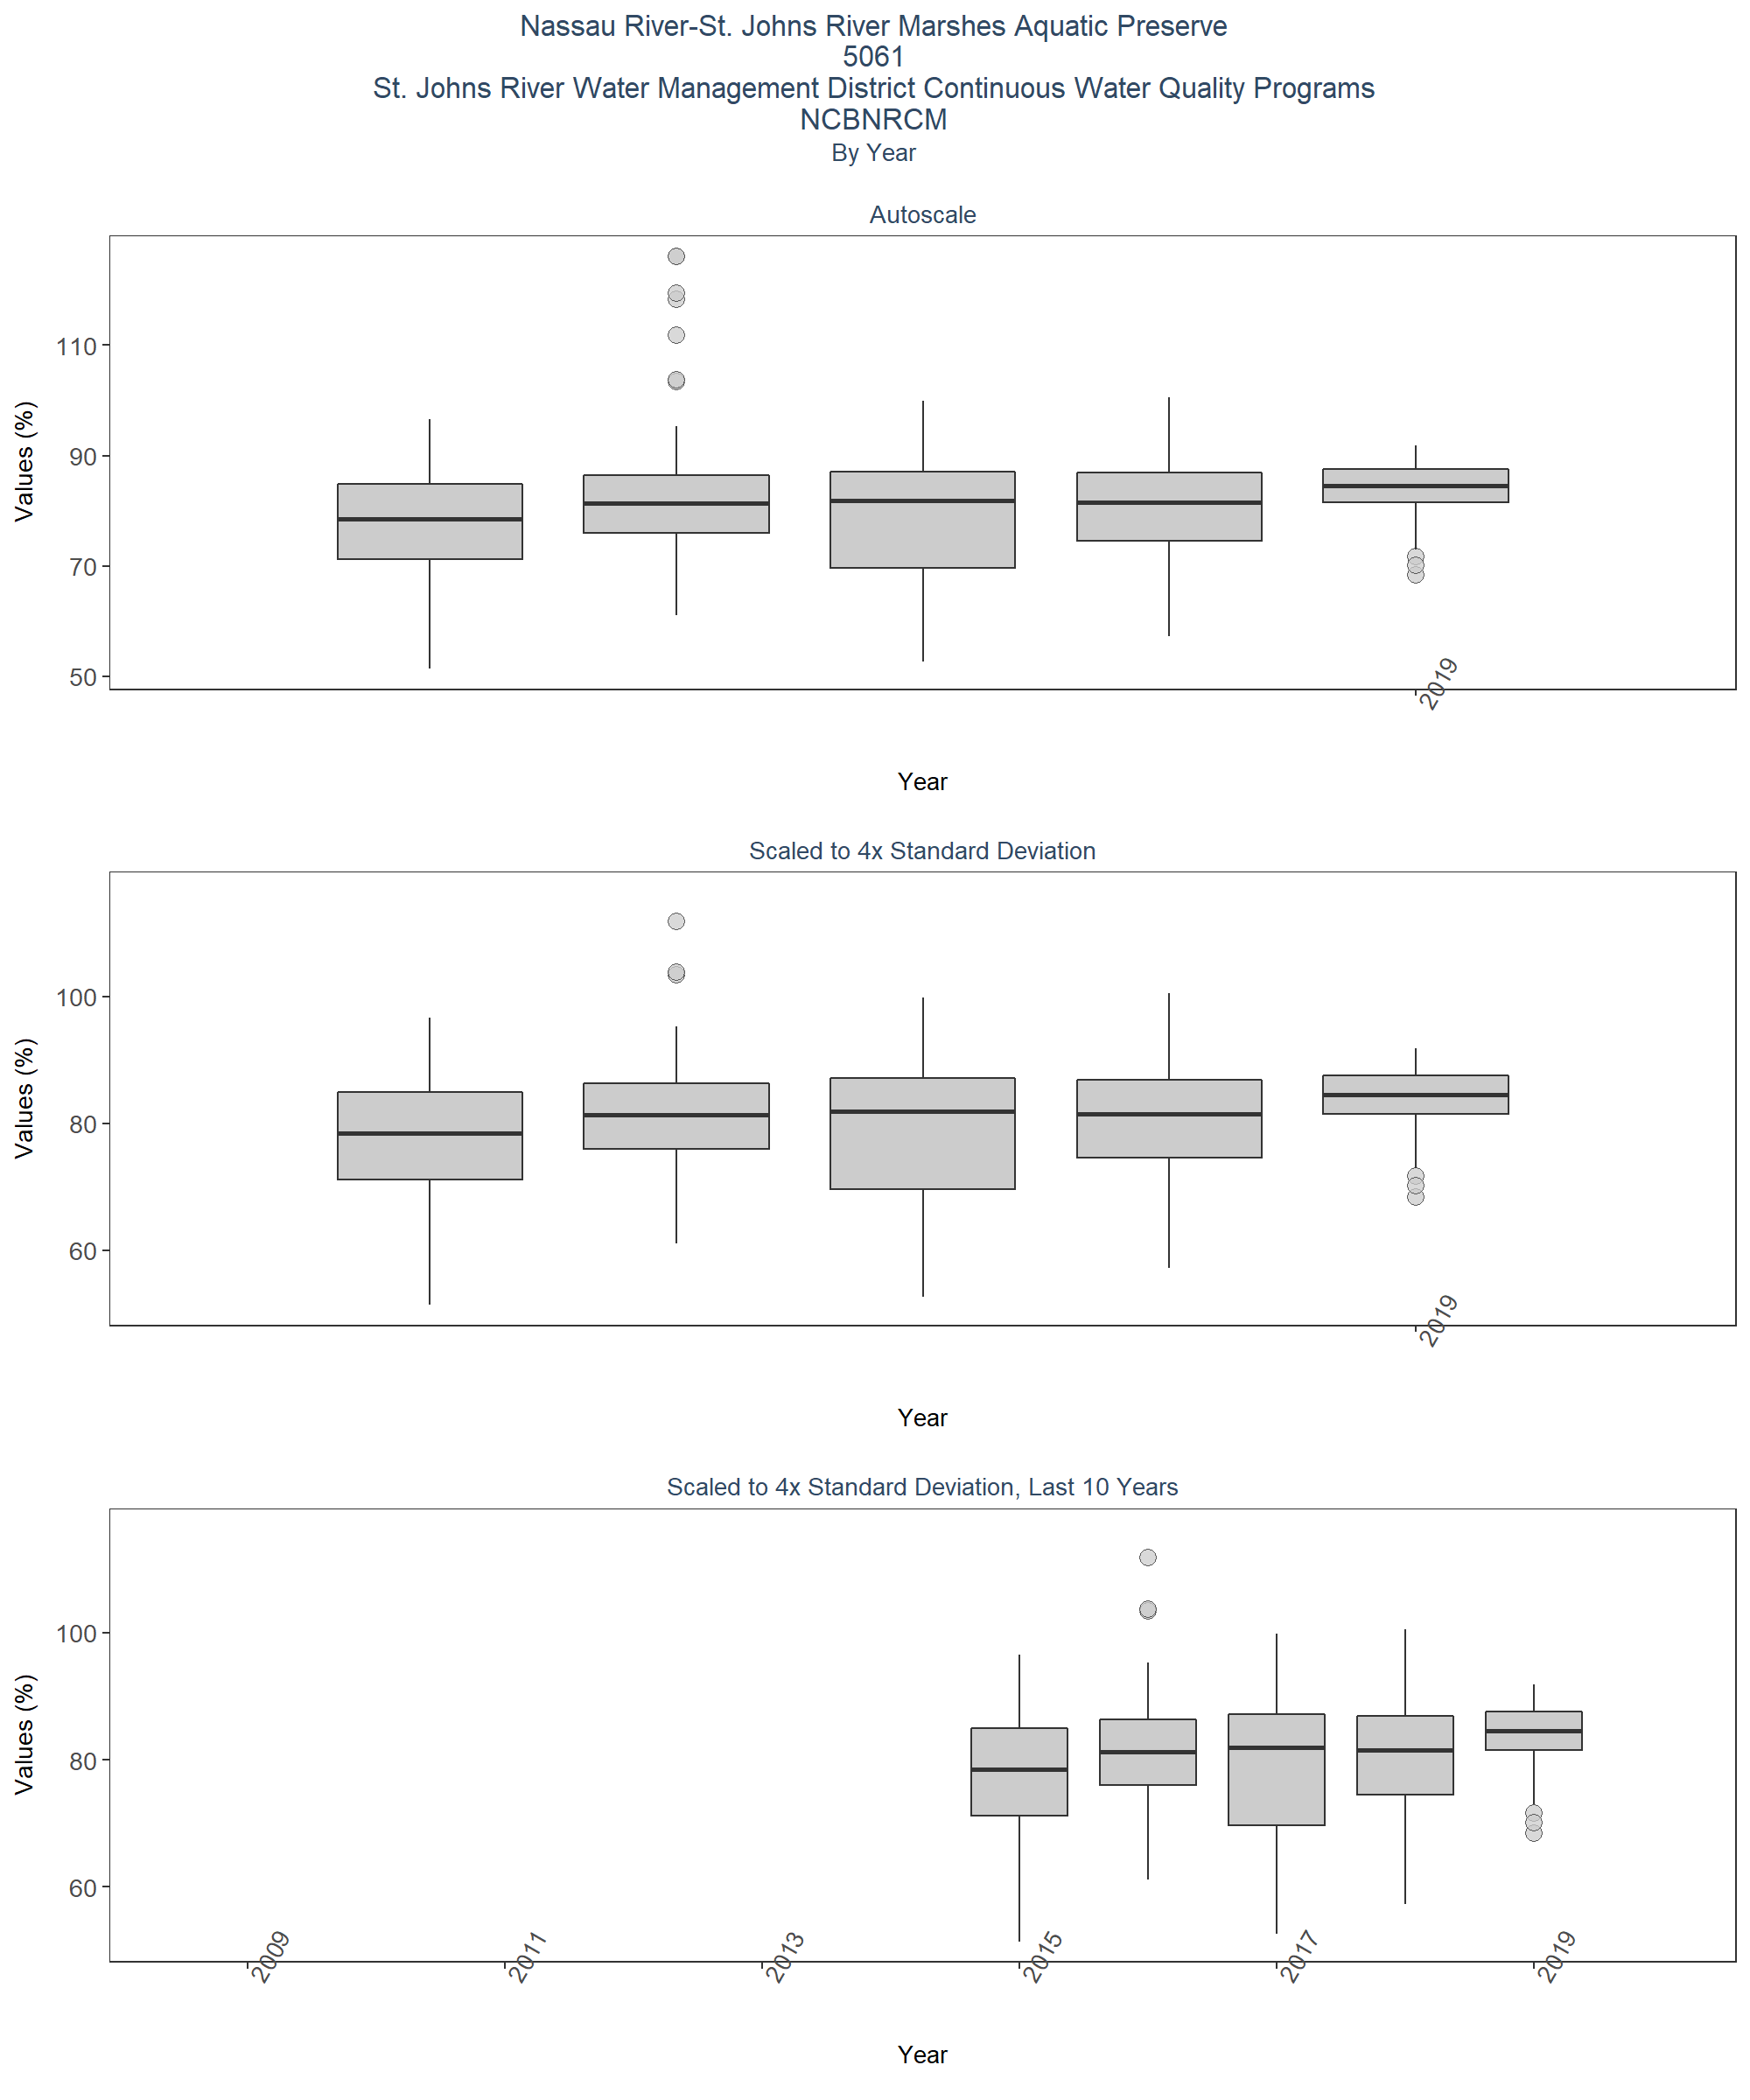 Nassau River-St. Johns River Marshes Aquatic Preserve
5061
St. Johns River Water Management District Continuous Water Quality Programs
NCBNRCM
By Year
Autoscale
Values (%)
110
90
70
50
2019
Year
Scaled to 4x Standard Deviation
Values (%)
100
80
60
2019
Year
Scaled to 4x Standard Deviation, Last 10 Years
Values (%)
100
80
60
2009 2011 2013 2015 2017 2019
Year